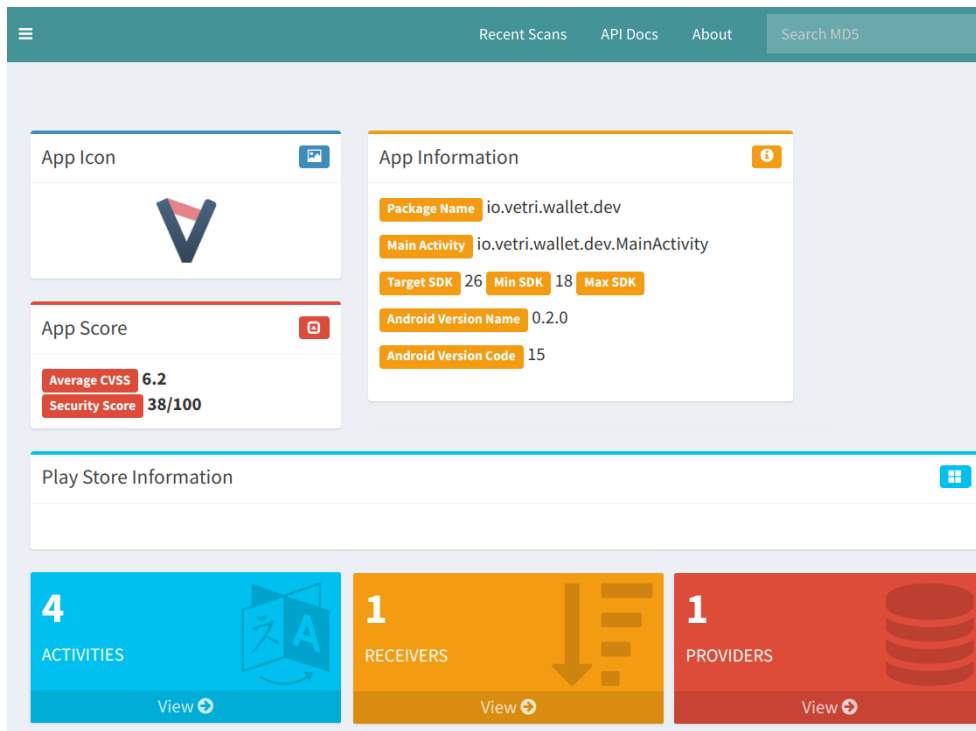 Recent Scans API Docs About Search MD5
App Icon
App Information
Package Name io.vetri.wallet.dev
Main Activity io.vetri.wallet.dev.MainActivity
Target SDK 26 Min SDK 18 Max SDK
Android Version Name 0.2.0
Android Version Code 15
App Score
Average CVSS 6.2
Security Score 38/100
Play Store Information
4
ACTIVITIES
View
1
RECEIVERS
View
1
PROVIDERS
View